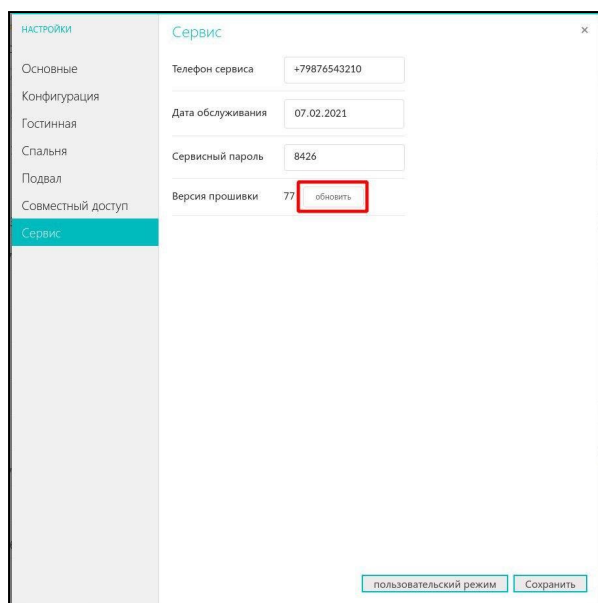 НАСТРОЙКИ
Основные
Конфигурация
Гостинная
Спальня
Подвал
Совместный доступ
Сервис
Сервис ×
Телефон сервиса +79876543210
Дата обслуживания 07.02.2021
Сервисный пароль 8426
Версия прошивки 77 обновить
пользовательский режим Сохранить